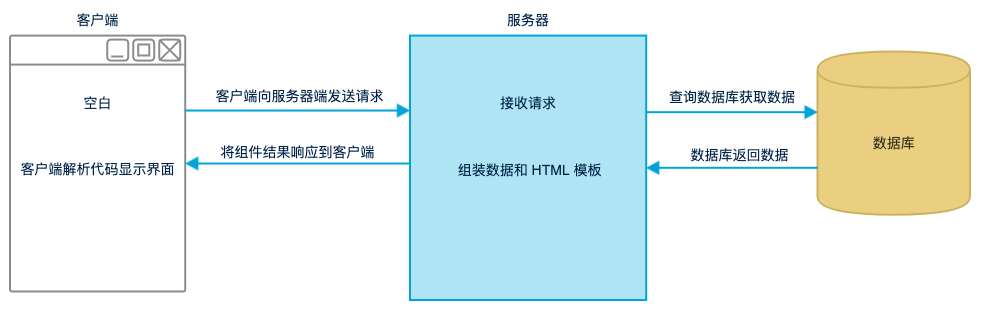 客户端
服务器
空白
客户端向服务器端发送请求
接收请求
查询数据库获取数据
将组件结果响应到客户端
数据库返回数据
数据库
客户端解析代码显示界面
组装数据和 HTML 模板